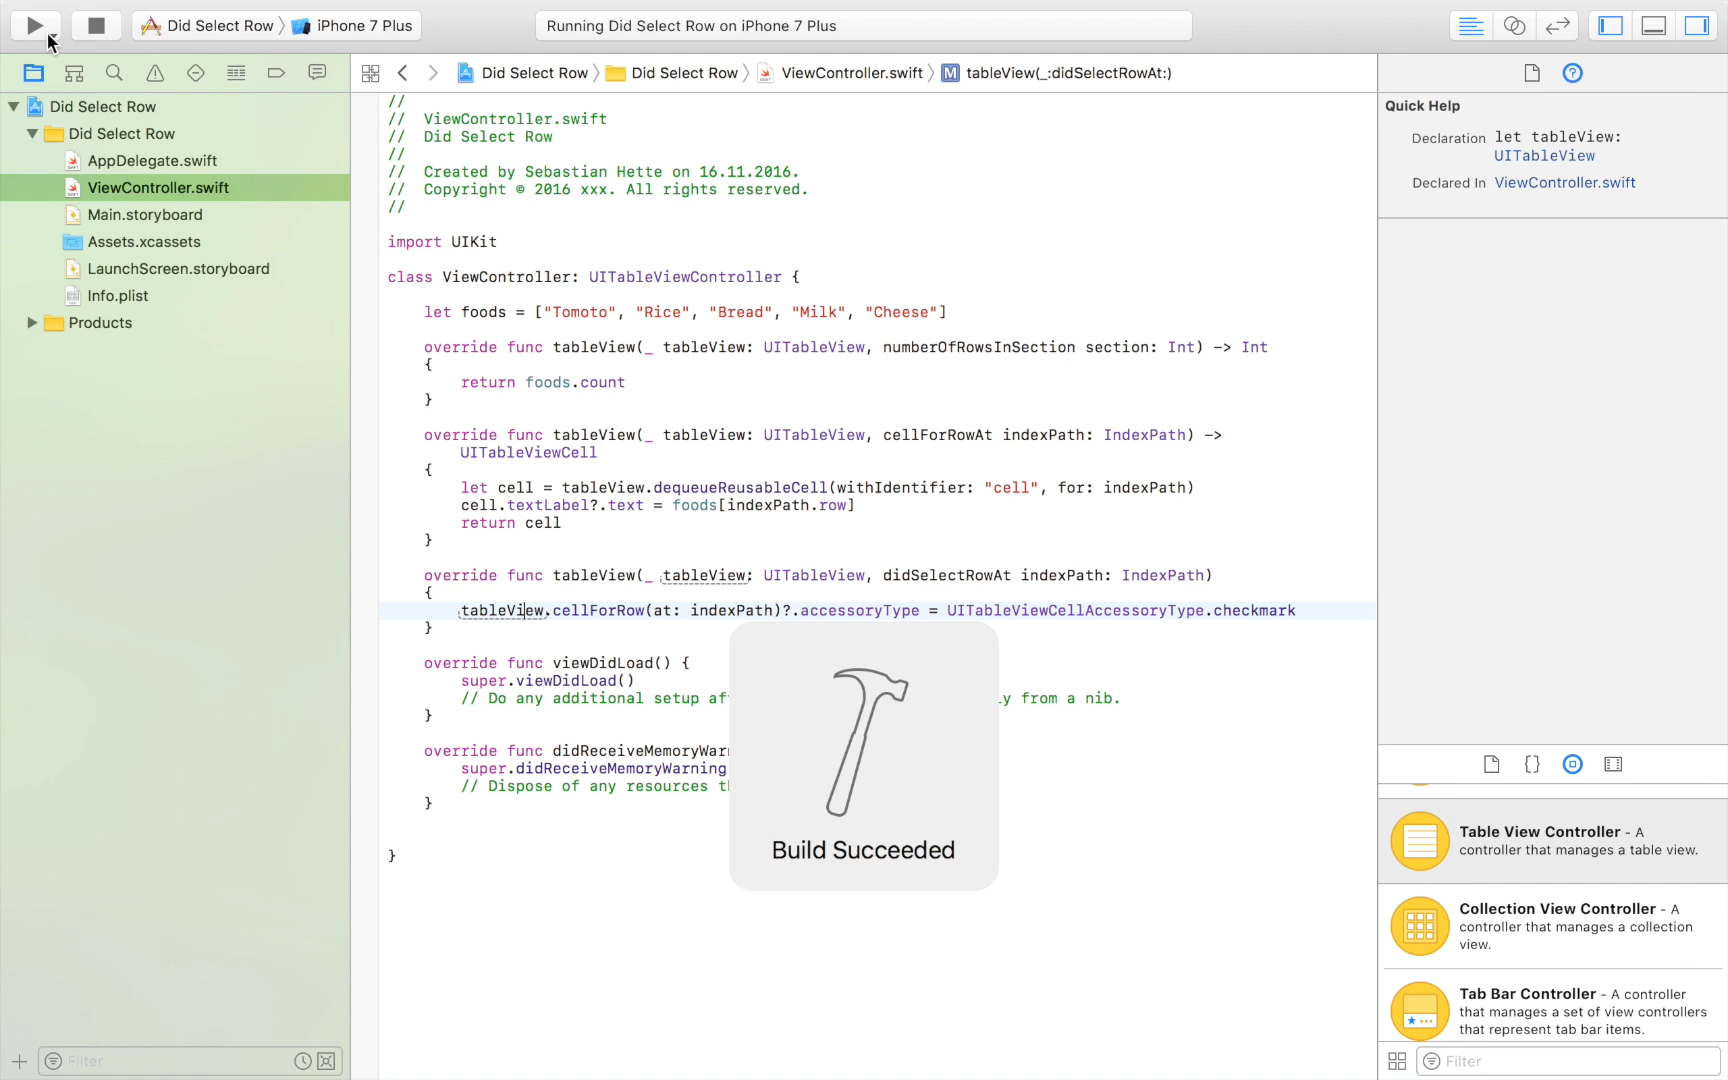 Did Select Row
iPhone 7 Plus
Running Did Select Row on iPhone 7 Plus
Did Select Row
Did Select Row
ViewController.swift
M
tableView(_:didSelectRowAt:)
Did Select Row
Did Select Row
AppDelegate.swift
ViewController.swift
Main.storyboard
Assets.xcassets
LaunchScreen.storyboard
Info.plist
Products
Filter
//
// ViewController.swift
// Did Select Row
//
// Created by Sebastian Hette on 16.11.2016.
// Copyright © 2016 xxx. All rights reserved.
//
import UIKit
class ViewController: UITableViewController {
let foods = ["Tomoto", "Rice", "Bread", "Milk", "Cheese"]
override func tableView(_ tableView: UITableView, numberOfRowsInSection section: Int) -> Int
{
return foods.count
}
override func tableView(_ tableView: UITableView, cellForRowAt indexPath: IndexPath) ->
UITableViewCell
{
let cell = tableView.dequeueReusableCell(withIdentifier: "cell", for: indexPath)
cell.textLabel?.text = foods[indexPath.row]
return cell
}
override func tableView(_ tableView: UITableView, didSelectRowAt indexPath: IndexPath)
{
tableView.cellForRow(at: indexPath)?.accessoryType = UITableViewCellAccessoryType.checkmark
}
override func viewDidLoad() {
super.viewDidLoad()
// Do any additional setup af ly from a nib.
}
override func didReceiveMemoryWar
super.didReceiveMemoryWarning
// Dispose of any resources t
}
}
Build Succeeded
Quick Help
Declaration let tableView:
UITableView
Declared In ViewController.swift
Table View Controller - A
controller that manages a table view.
Collection View Controller - A
controller that manages a collection
view.
Tab Bar Controller - A controller
that manages a set of view controllers
that represent tab bar items.
Filter